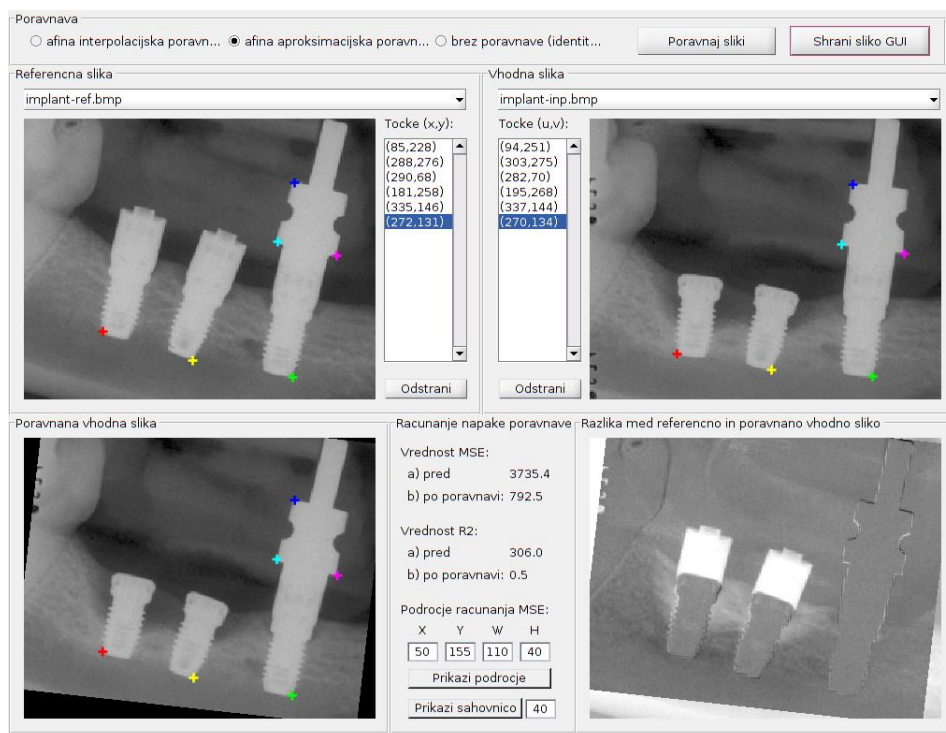 Poravnava
afina interpolacijska poravn... afina aproksimacijska poravn... brez poravnave (identit... Poravnaj sliki Shrani sliko GUI
Referencna slika
implant-ref.bmp
Tocke (x,y):
(85,228)
(288,276)
(290,68)
(181,258)
(335,146)
(272,131)
Odstrani
Vhodna slika
implant-inp.bmp
Tocke (u,v):
(94,251)
(303,275)
(282,70)
(195,268)
(337,144)
(270,134)
Odstrani
Poravnana vhodna slika
Racunanje napake poravnave
Vrednost MSE:
a) pred 3735.4
b) po poravnavi: 792.5
Vrednost R2:
a) pred 306.0
b) po poravnavi: 0.5
Podrocje racunanja MSE:
X Y W H
50 155 110 40
Prikazi podrocje
Prikazi sahovnico 40
Razlika med referencno in poravnano vhodno sliko